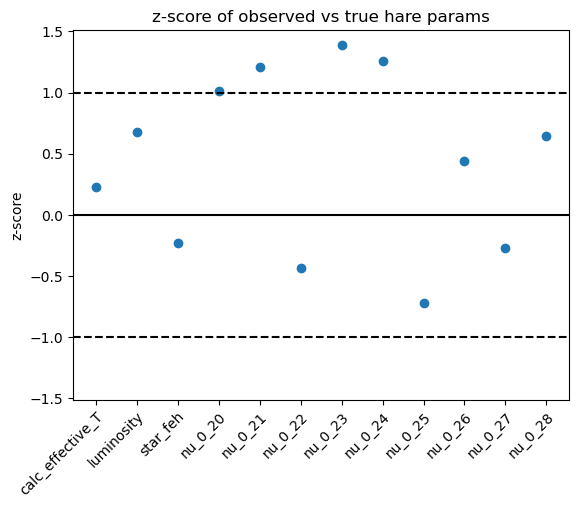 z-score of observed vs true hare params
z-score
1.5
1.0
0.5
0.0
−0.5
−1.0
−1.5
calc_effective_T
luminosity
star_feh
nu_0_20
nu_0_21
nu_0_22
nu_0_23
nu_0_24
nu_0_25
nu_0_26
nu_0_27
nu_0_28